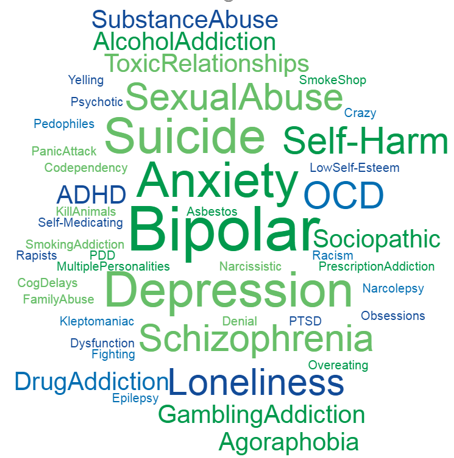 SubstanceAbuse
AlcoholAddiction
ToxicRelationships
Yelling SmokeShop
SexualAbuse
Psychotic
Crazy
Pedophiles
Suicide Self-Harm
PanicAttack
Codependency Anxiety LowSelf-Esteem
ADHD OCD
KillAnimals Asbestos
Self-Medicating Bipolar
Sociopathic
SmokingAddiction
Rapists PDD Racism
MultiplePersonalities Narcissistic PrescriptionAddiction
CogDelays Depression Narcolepsy
FamilyAbuse
Obsessions
Kleptomaniac Denial PTSD
Schizophrenia
Dysfunction
Fighting
Overeating
DrugAddiction Loneliness
Epilepsy
GamblingAddiction
Agoraphobia